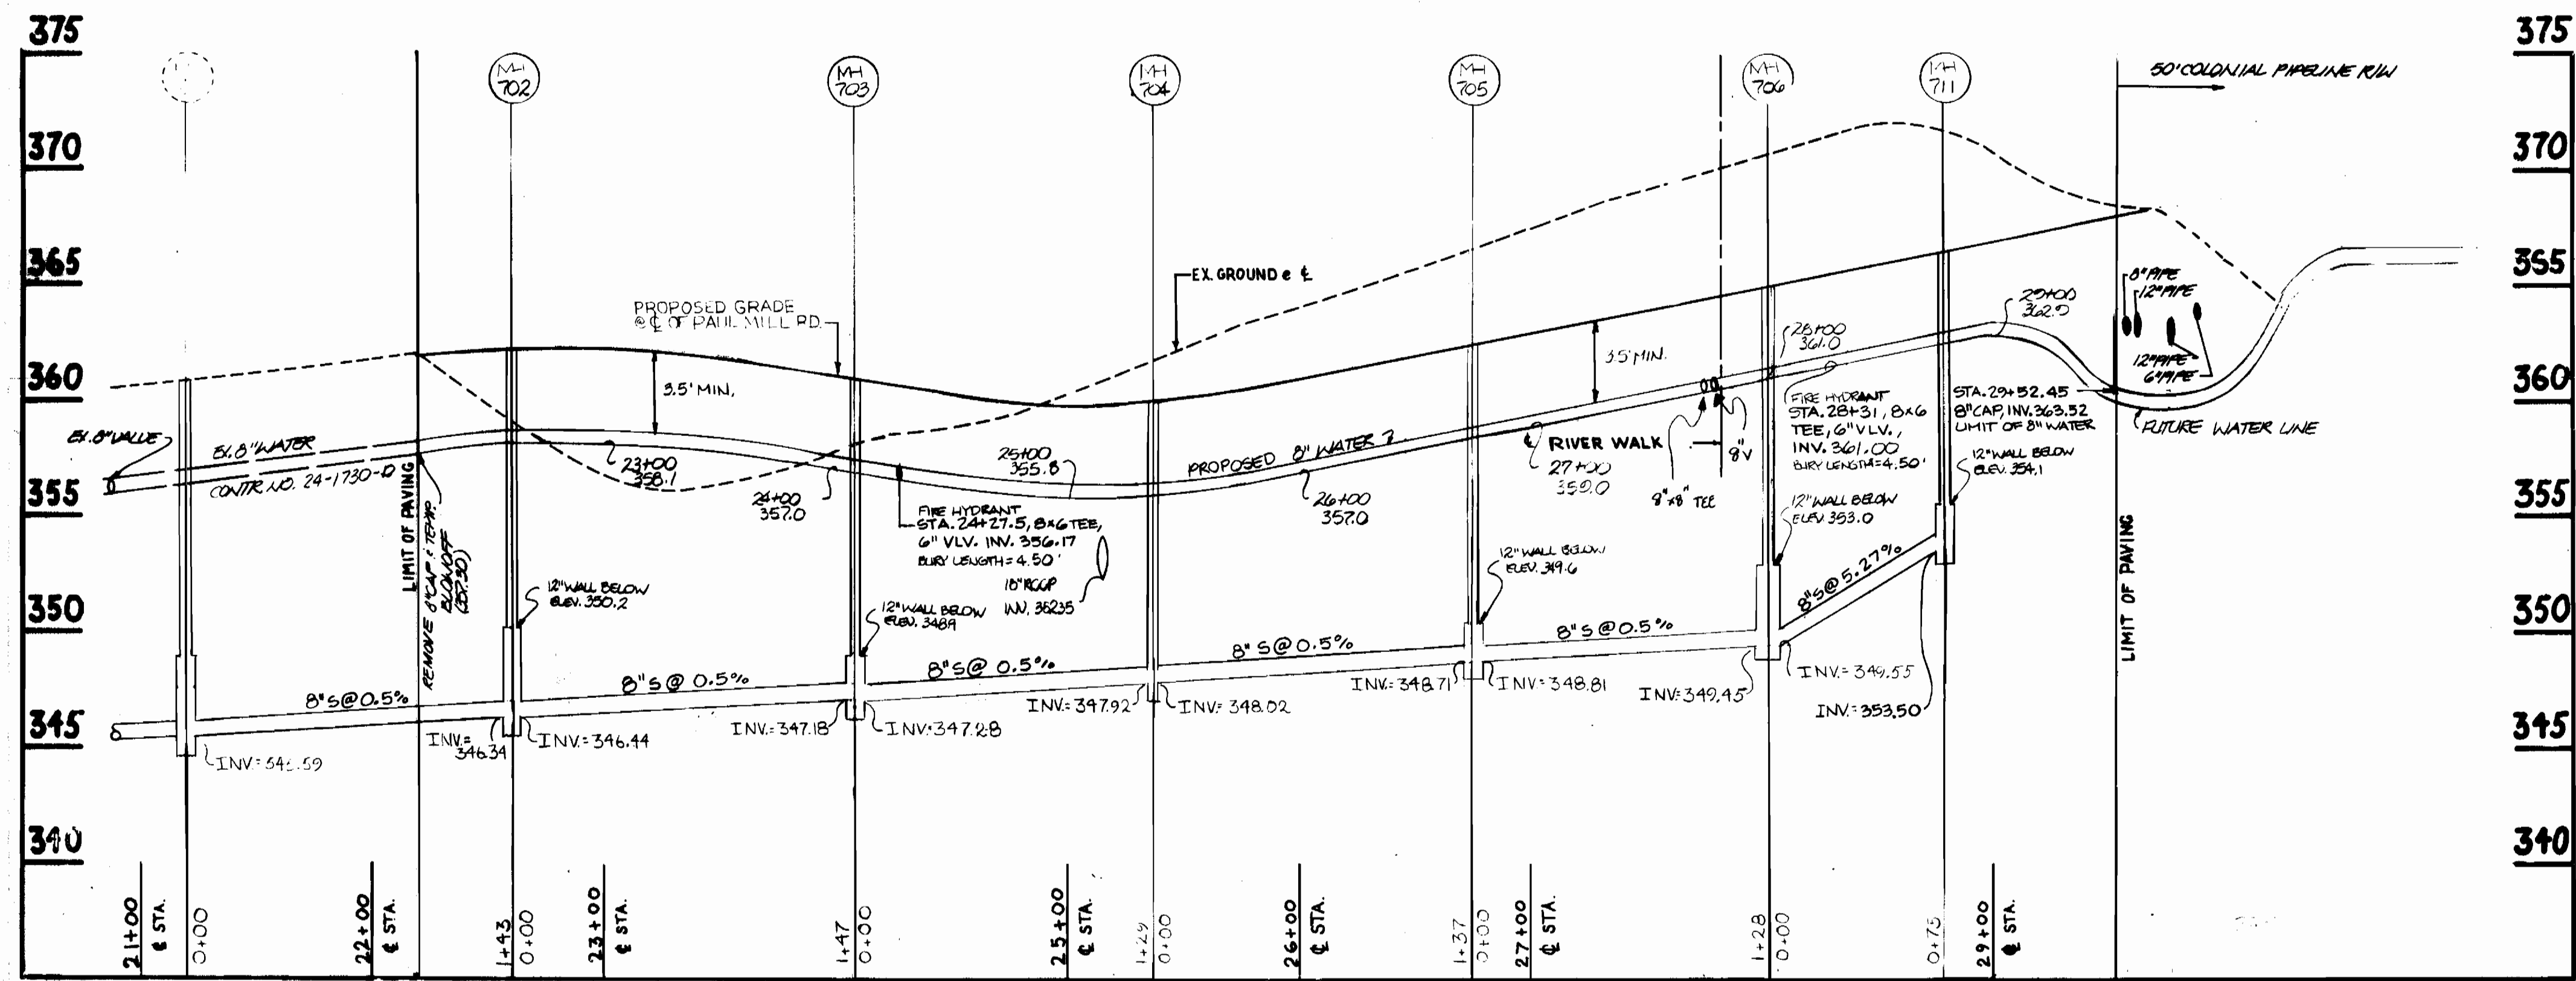 375
375
MH
702
MH
703
MH
704
MH
705
MH
706
MH
711
50' COLONIAL PIPELINE R/W
370
370
365
365
EX. GROUND @ ℄
PROPOSED GRADE
@ ℄ OF PAUL MILL RD.
8" PIPE
12" PIPE
12" PIPE
6" PIPE
29+00
362.9
28+00
361.0
3.5' MIN.
3.5' MIN.
360
360
EX. 8" VALVE
EX. 8" WATER
CONTR NO. 24-1730-D
LIMIT OF PAVING
REMOVE 8" CAP & TEMP.
BLOWOFF
(357.30)
23+00
358.1
24+00
357.0
25+00
355.8
PROPOSED 8" WATER
26+00
357.0
℄ RIVER WALK
27+00
359.0
8"x8" TEE
8"V
FIRE HYDRANT
STA. 28+31, 8x6
TEE, 6" VLV.,
INV. 361.00
BURY LENGTH=4.50'
STA. 29+52.45
8" CAP, INV. 363.52
LIMIT OF 8" WATER
FUTURE WATER LINE
355
355
FIRE HYDRANT
STA. 24+27.5, 8x6 TEE,
6" VLV. INV. 356.17
BURY LENGTH=4.50'
18" RCCP
INV. 352.35
12" WALL BELOW
ELEV. 350.2
12" WALL BELOW
ELEV. 348.9
12" WALL BELOW
ELEV. 349.6
12" WALL BELOW
ELEV. 353.0
12" WALL BELOW
ELEV. 354.1
LIMIT OF PAVING
350
350
8" S @ 0.5%
8" S @ 0.5%
8" S @ 0.5%
8" S @ 0.5%
8" S @ 0.5%
8" S @ 5.27%
345
345
INV.=
346.34
INV.=346.44
INV.=347.18
INV.=347.28
INV.=347.92
INV.=348.02
INV.=348.71
INV.=348.81
INV.=349.45
INV.=349.55
INV.=353.50
340
340
21+00
℄ STA.
0+00
22+00
℄ STA.
1+43
0+00
23+00
℄ STA.
1+47
0+00
25+00
℄ STA.
1+29
0+00
26+00
℄ STA.
1+37
0+00
27+00
℄ STA.
1+28
0+00
0+75
29+00
℄ STA.